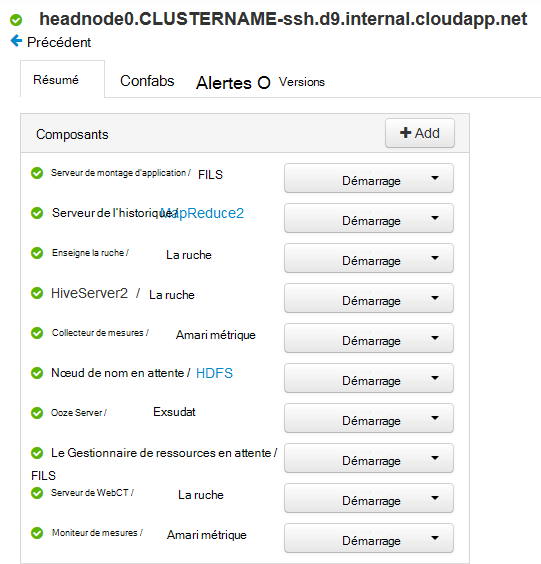 headnode0.CLUSTERNAME-ssh.d9.internal.cloudapp.net
Précédent
Résumé Confabs Alertes O Versions
Composants + Add
Serveur de montage d'application / FILS Démarrage
Serveur de l'historique/ MapReduce2 Démarrage
Enseigne la ruche / La ruche Démarrage
HiveServer2 / La ruche Démarrage
Collecteur de mesures / Amari métrique Démarrage
Nœud de nom en attente / HDFS Démarrage
Ooze Server / Exsudat Démarrage
Le Gestionnaire de ressources en attente / Démarrage
FILS
Serveur de WebCT / La ruche Démarrage
Moniteur de mesures / Amari métrique Démarrage